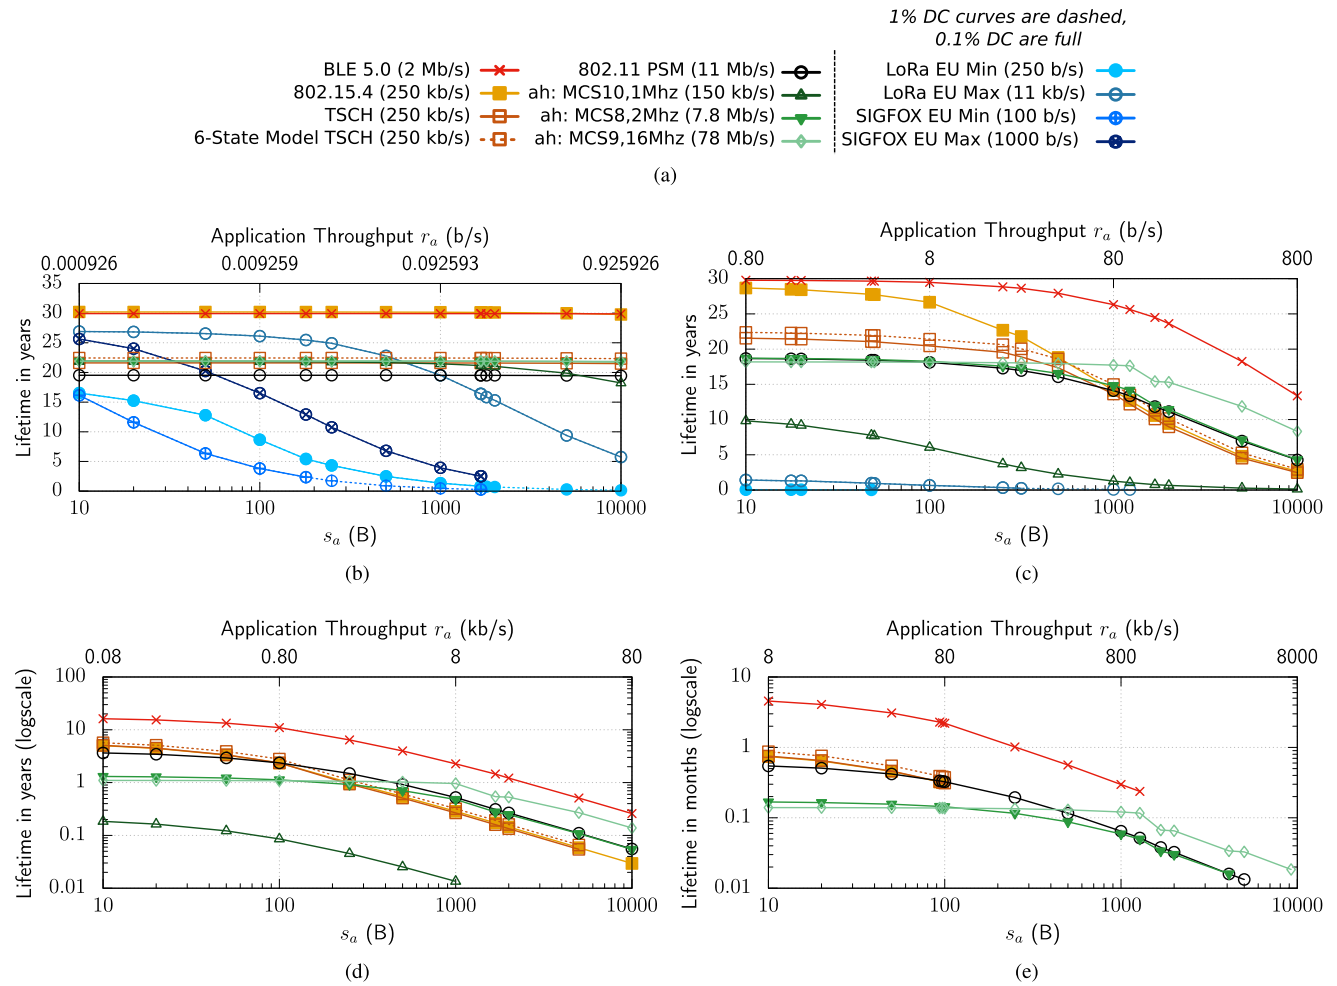 1% DC curves are dashed,
0.1% DC are full
BLE 5.0 (2 Mb/s)
802.15.4 (250 kb/s)
TSCH (250 kb/s)
6-State Model TSCH (250 kb/s)
802.11 PSM (11 Mb/s)
ah: MCS10,1Mhz (150 kb/s)
ah: MCS8,2Mhz (7.8 Mb/s)
ah: MCS9,16Mhz (78 Mb/s)
LoRa EU Min (250 b/s)
LoRa EU Max (11 kb/s)
SIGFOX EU Min (100 b/s)
SIGFOX EU Max (1000 b/s)
(a)
Application Throughput r_a (b/s)
0.000926 0.009259 0.092593 0.925926
Lifetime in years
35
30
25
20
15
10
5
0
10 100 1000 10000
s_a (B)
(b)
Application Throughput r_a (b/s)
0.80 8 80 800
Lifetime in years
30
25
20
15
10
5
0
10 100 1000 10000
s_a (B)
(c)
Application Throughput r_a (kb/s)
0.08 0.80 8 80
Lifetime in years (logscale)
100
10
1
0.1
0.01
10 100 1000 10000
s_a (B)
(d)
Application Throughput r_a (kb/s)
8 80 800 8000
Lifetime in months (logscale)
10
1
0.1
0.01
10 100 1000 10000
s_a (B)
(e)